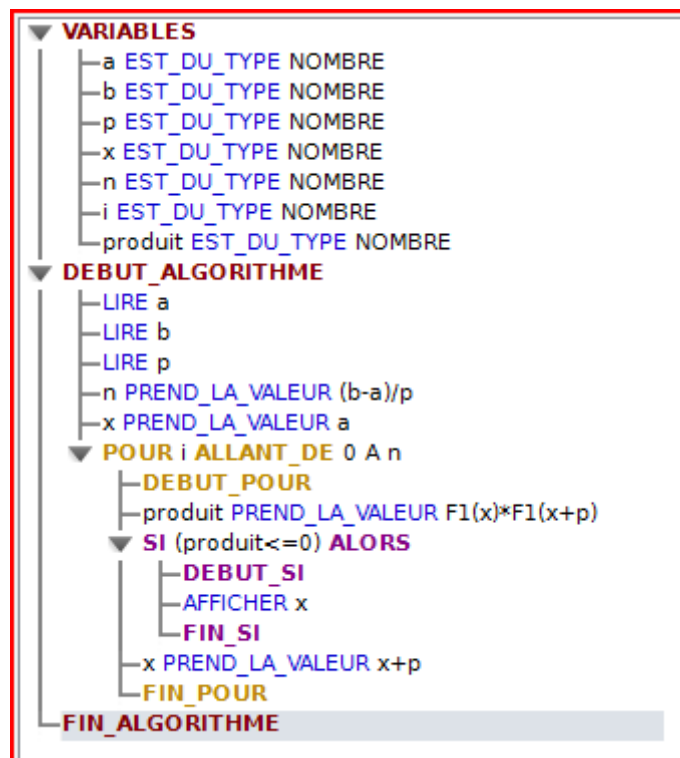 VARIABLES
a EST_DU_TYPE NOMBRE
b EST_DU_TYPE NOMBRE
p EST_DU_TYPE NOMBRE
x EST_DU_TYPE NOMBRE
n EST_DU_TYPE NOMBRE
i EST_DU_TYPE NOMBRE
produit EST_DU_TYPE NOMBRE
DEBUT_ALGORITHME
LIRE a
LIRE b
LIRE p
n PREND_LA_VALEUR (b-a)/p
x PREND_LA_VALEUR a
POUR i ALLANT_DE 0 A n
DEBUT_POUR
produit PREND_LA_VALEUR F1(x)*F1(x+p)
SI (produit<=0) ALORS
DEBUT_SI
AFFICHER x
FIN_SI
x PREND_LA_VALEUR x+p
FIN_POUR
FIN_ALGORITHME